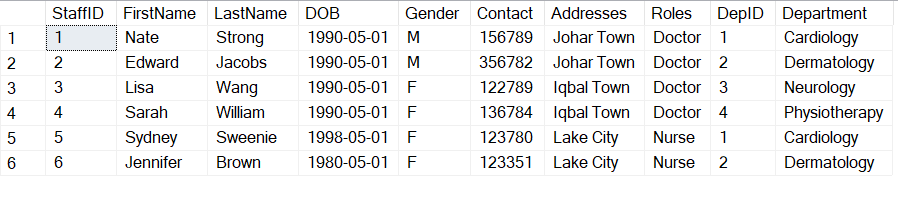 StaffID FirstName LastName DOB Gender Contact Addresses Roles DepID Department
1 1 Nate Strong 1990-05-01 M 156789 Johar Town Doctor 1 Cardiology
2 2 Edward Jacobs 1990-05-01 M 356782 Johar Town Doctor 2 Dermatology
3 3 Lisa Wang 1990-05-01 F 122789 Iqbal Town Doctor 3 Neurology
4 4 Sarah William 1990-05-01 F 136784 Iqbal Town Doctor 4 Physiotherapy
5 5 Sydney Sweenie 1998-05-01 F 123780 Lake City Nurse 1 Cardiology
6 6 Jennifer Brown 1980-05-01 F 123351 Lake City Nurse 2 Dermatology